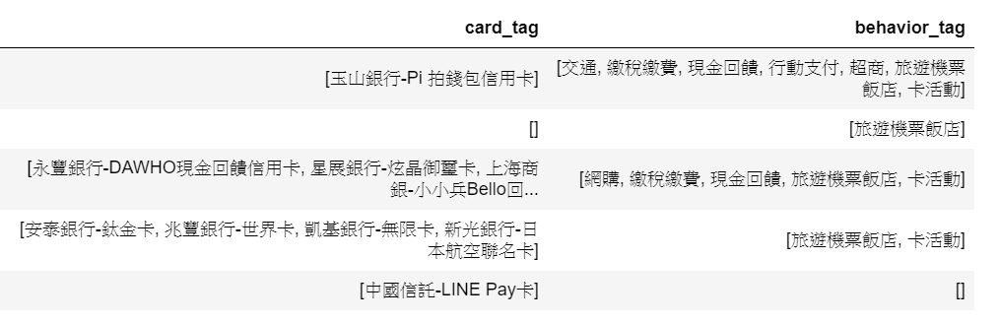 card_tag behavior_tag
[玉山銀行-Pi 拍錢包信用卡] [交通, 繳稅繳費, 現金回饋, 行動支付, 超商, 旅遊機票
飯店, 卡活動]
[] [旅遊機票飯店]
[永豐銀行-DAWHO現金回饋信用卡, 星展銀行-炫晶御璽卡, 上海商
銀-小小兵Bello回... [網購, 繳稅繳費, 現金回饋, 旅遊機票飯店, 卡活動]
[安泰銀行-鈦金卡, 兆豐銀行-世界卡, 凱基銀行-無限卡, 新光銀行-日
本航空聯名卡] [旅遊機票飯店, 卡活動]
[中國信託-LINE Pay卡] []